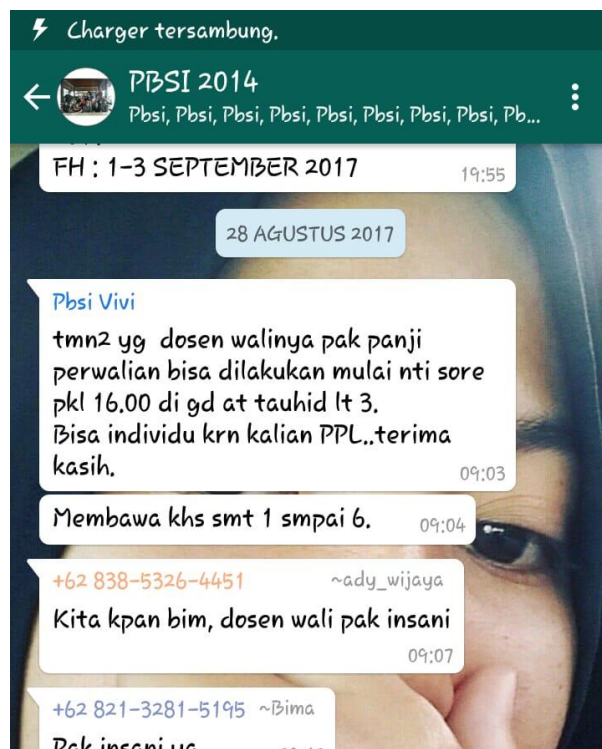 Charger tersambung.
PBSI 2014
Pbsi, Pbsi, Pbsi, Pbsi, Pbsi, Pbsi, Pbsi, Pb...
FH : 1-3 SEPTEMBER 2017
19:55
28 AGUSTUS 2017
Pbsi Vivi
tmn2 yg dosen walinya pak panji
perwalian bisa dilakukan mulai nti sore
pkl 16.00 di gd at tauhid lt 3.
Bisa individu krn kalian PPL..terima
kasih.
09:03
Membawa khs smt 1 smpai 6.
09:04
+62 838-5326-4451 ~ady_wijaya
Kita kpan bim, dosen wali pak insani
09:07
+62 821-3281-5195 ~Bima
Pak insani ya